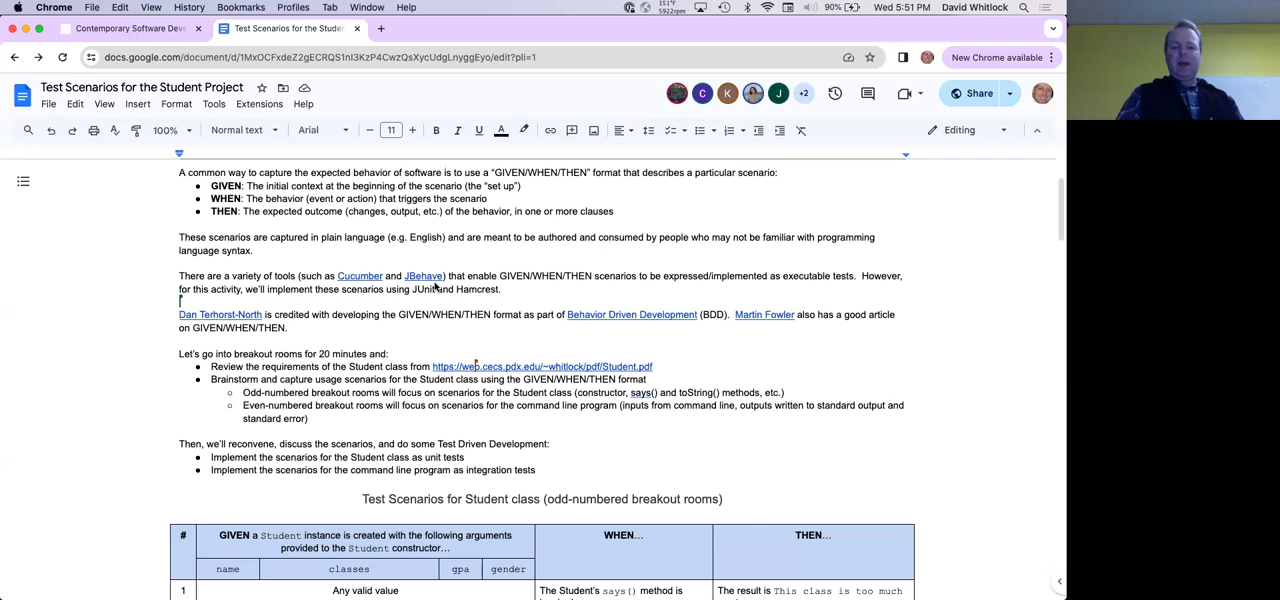 Chrome File Edit View History Bookmarks Profiles Tab Window Help 151°F 5922rpm 90% Wed 5:51 PM David Whitlock
Contemporary Software Deve
Test Scenarios for the Studen
docs.google.com/document/d/1MxOCFxdeZ2gECRQS1nI3KzP4CwzQsXycUdgLnyggEyo/edit?pli=1
New Chrome available
Test Scenarios for the Student Project
File Edit View Insert Format Tools Extensions Help
C K J +2
Share
100% Normal text Arial 11 Editing
A common way to capture the expected behavior of software is to use a “GIVEN/WHEN/THEN” format that describes a particular scenario:
● GIVEN: The initial context at the beginning of the scenario (the “set up”)
● WHEN: The behavior (event or action) that triggers the scenario
● THEN: The expected outcome (changes, output, etc.) of the behavior, in one or more clauses
These scenarios are captured in plain language (e.g. English) and are meant to be authored and consumed by people who may not be familiar with programming
language syntax.
There are a variety of tools (such as Cucumber and JBehave) that enable GIVEN/WHEN/THEN scenarios to be expressed/implemented as executable tests. However,
for this activity, we’ll implement these scenarios using JUnit and Hamcrest.
Dan Terhorst-North is credited with developing the GIVEN/WHEN/THEN format as part of Behavior Driven Development (BDD). Martin Fowler also has a good article
on GIVEN/WHEN/THEN.
Let’s go into breakout rooms for 20 minutes and:
● Review the requirements of the Student class from https://web.cecs.pdx.edu/~whitlock/pdf/Student.pdf
● Brainstorm and capture usage scenarios for the Student class using the GIVEN/WHEN/THEN format
○ Odd-numbered breakout rooms will focus on scenarios for the Student class (constructor, says() and toString() methods, etc.)
○ Even-numbered breakout rooms will focus on scenarios for the command line program (inputs from command line, outputs written to standard output and
standard error)
Then, we’ll reconvene, discuss the scenarios, and do some Test Driven Development:
● Implement the scenarios for the Student class as unit tests
● Implement the scenarios for the command line program as integration tests
Test Scenarios for Student class (odd-numbered breakout rooms)
# GIVEN a Student instance is created with the following arguments WHEN… THEN…
provided to the Student constructor…
name classes gpa gender
1 Any valid value The Student’s says() method is The result is This class is too much